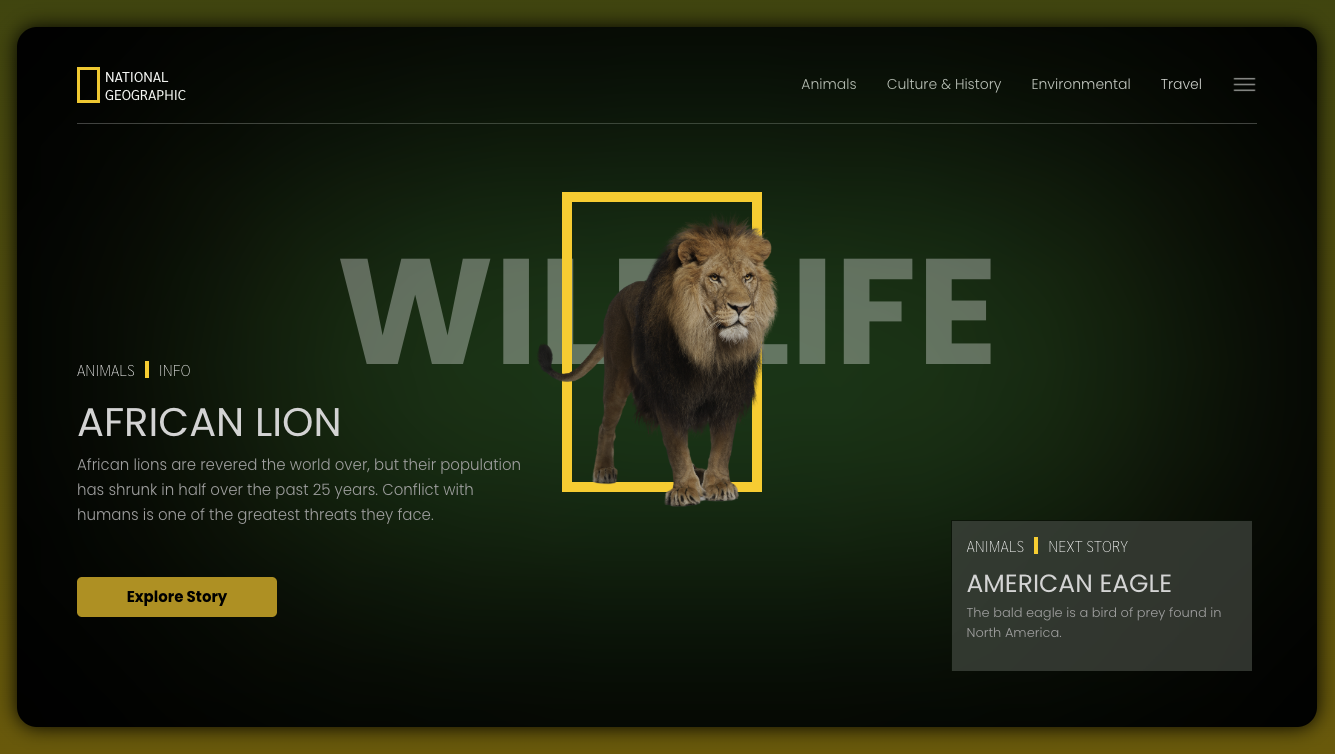 NATIONAL
GEOGRAPHIC
Animals Culture & History Environmental Travel
WILDLIFE
ANIMALS INFO
AFRICAN LION
African lions are revered the world over, but their population
has shrunk in half over the past 25 years. Conflict with
humans is one of the greatest threats they face.
Explore Story
ANIMALS NEXT STORY
AMERICAN EAGLE
The bald eagle is a bird of prey found in
North America.